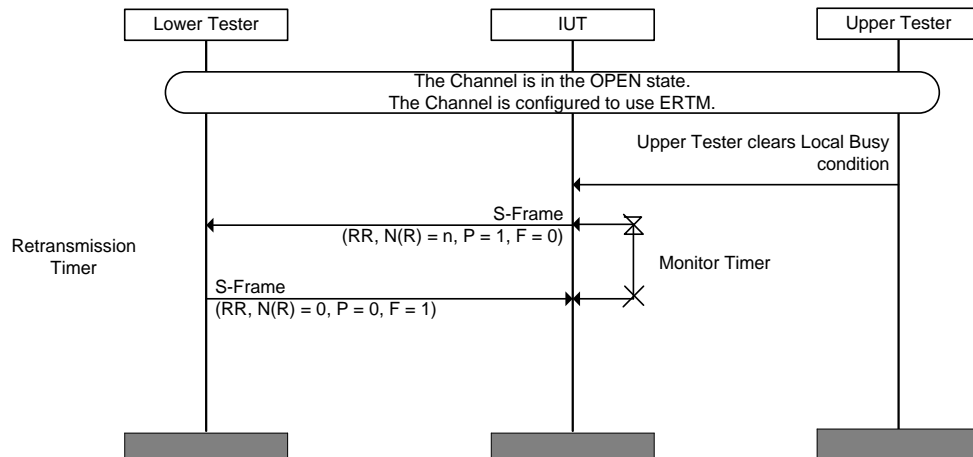 Lower Tester
IUT
Upper Tester
The Channel is in the OPEN state.
The Channel is configured to use ERTM.
Upper Tester clears Local Busy
condition
S-Frame
(RR, N(R) = n, P = 1, F = 0)
Retransmission
Timer
Monitor Timer
S-Frame
(RR, N(R) = 0, P = 0, F = 1)